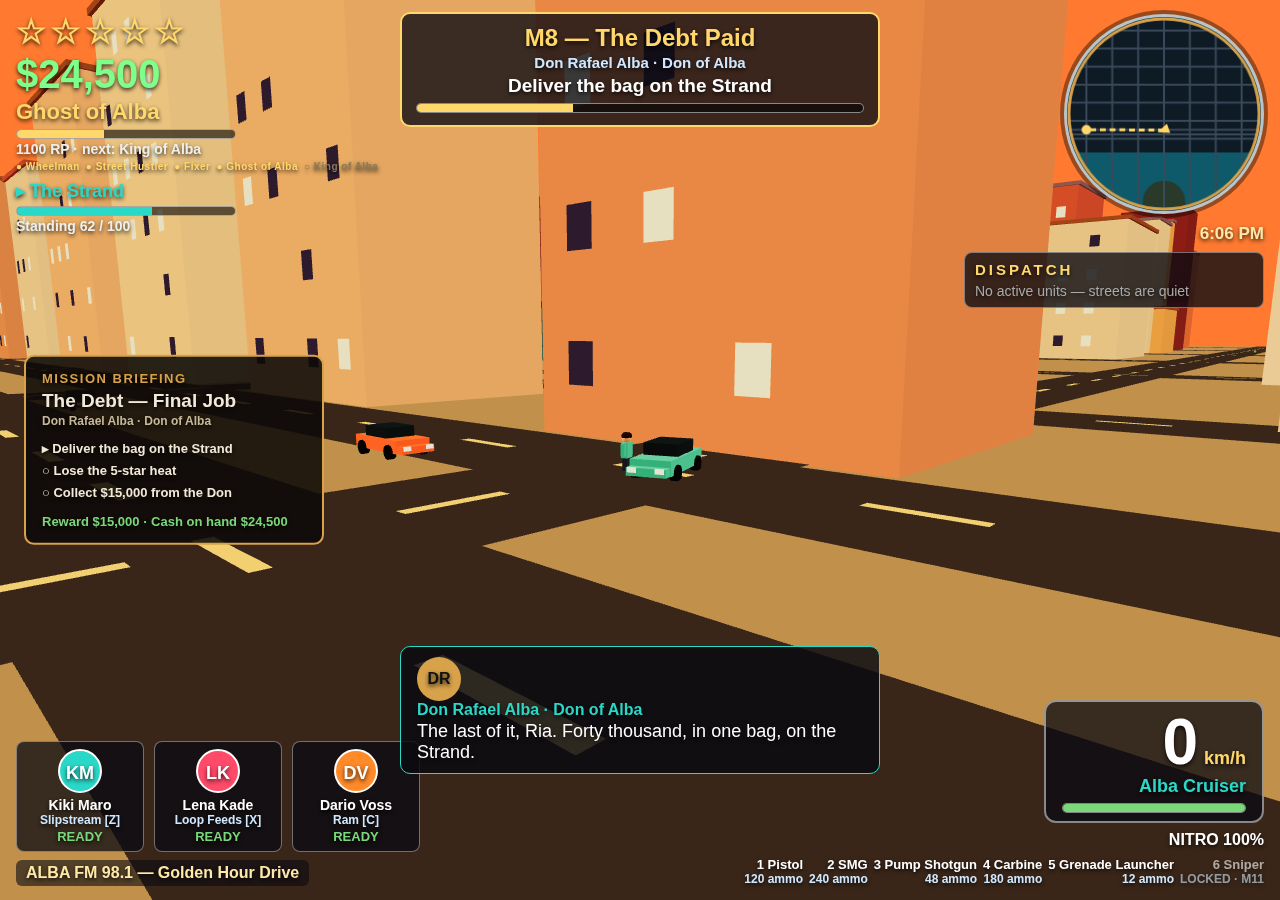 ☆☆☆☆☆
$24,500
Ghost of Alba
1100 RP · next: King of Alba
● Wheelman ● Street Hustler ● Fixer ● Ghost of Alba ○ King of Alba
▸ The Strand
Standing 62 / 100
M8 — The Debt Paid
Don Rafael Alba · Don of Alba
Deliver the bag on the Strand
6:06 PM
DISPATCH
No active units — streets are quiet
MISSION BRIEFING
The Debt — Final Job
Don Rafael Alba · Don of Alba
▸ Deliver the bag on the Strand
○ Lose the 5-star heat
○ Collect $15,000 from the Don
Reward $15,000 · Cash on hand $24,500
DR
Don Rafael Alba · Don of Alba
The last of it, Ria. Forty thousand, in one bag, on the
Strand.
KM
Kiki Maro
Slipstream [Z]
READY
LK
Lena Kade
Loop Feeds [X]
READY
DV
Dario Voss
Ram [C]
READY
ALBA FM 98.1 — Golden Hour Drive
0 km/h
Alba Cruiser
NITRO 100%
1 Pistol 2 SMG 3 Pump Shotgun 4 Carbine 5 Grenade Launcher 6 Sniper
120 ammo 240 ammo 48 ammo 180 ammo 12 ammo LOCKED · M11